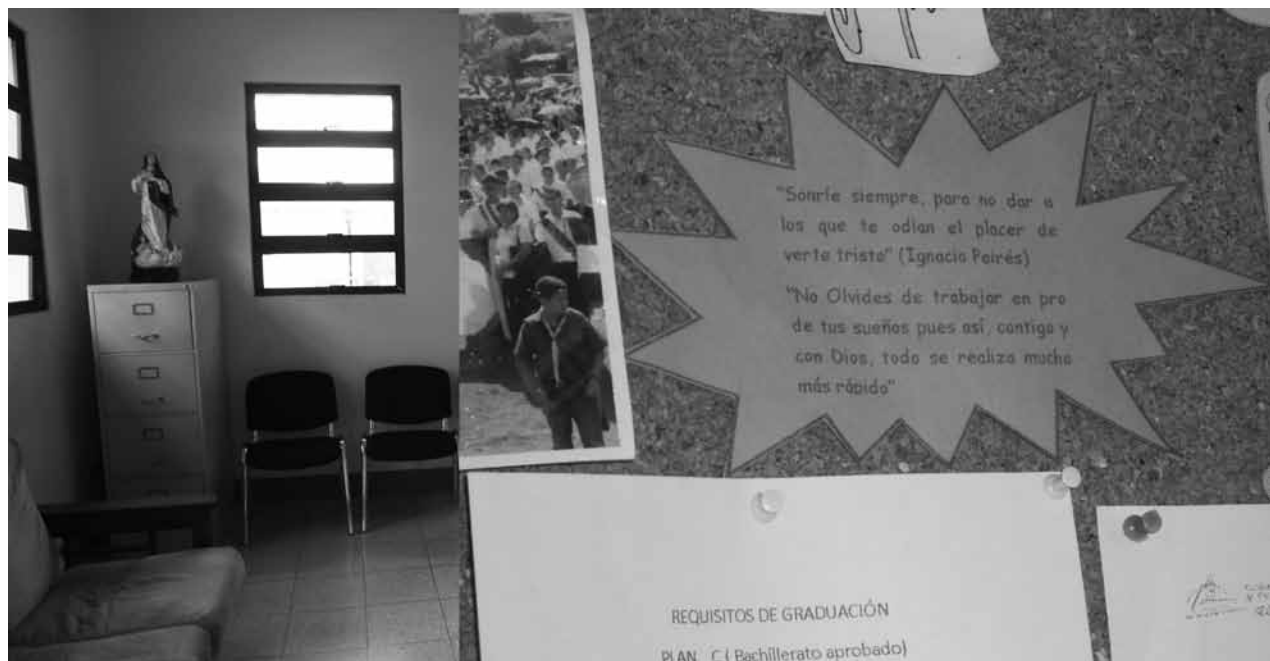 "Sonríe siempre, para no dar a
los que te odian el placer de
verte triste" (Ignacio Peirés)
"No Olvides de trabajar en pro
de tus sueños pues así, contigo y
con Dios, todo se realiza mucho
más rápido"
REQUISITOS DE GRADUACIÓN
PLAN C ( Bachillerato aprobado)